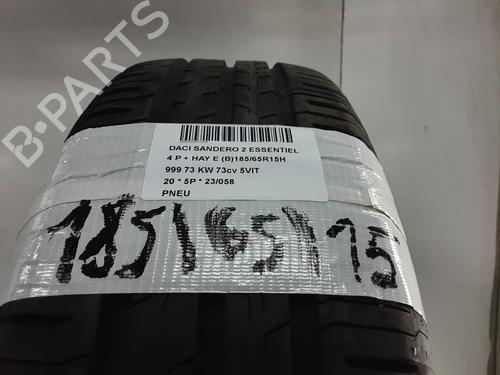 B-PARTS
DACI SANDERO 2 ESSENTIEL
4 P + HAY E (B)185/65R15H
999 73 KW 73cv 5VIT
20 * 5P * 23/058
PNEU
185/65/15